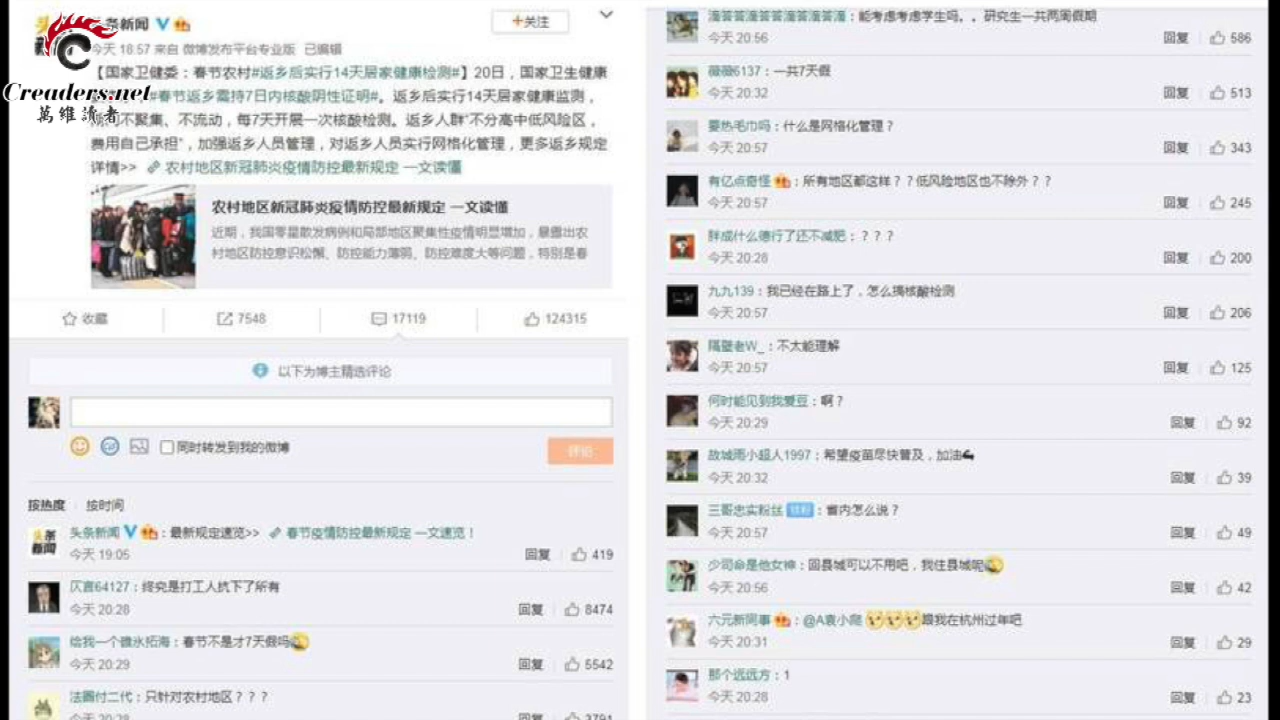 头条新闻
+关注
今天 18:57 来自 微博发布平台专业版 已编辑
【国家卫健委：春节农村#返乡后实行14天居家健康检测#】20日，国家卫生健康
#春节返乡需持7日内核酸阴性证明#。返乡后实行14天居家健康监测，
期间不聚集、不流动，每7天开展一次核酸检测。返乡人群"不分高中低风险区，
费用自己承担"，加强返乡人员管理，对返乡人员实行网格化管理，更多返乡规定
详情>> 农村地区新冠肺炎疫情防控最新规定 一文读懂
Creaders.net
萬維讀者
农村地区新冠肺炎疫情防控最新规定 一文读懂
近期，我国零星散发病例和局部地区聚集性疫情明显增加，暴露出农
村地区防控意识松懈、防控能力薄弱、防控难度大等问题，特别是春
收藏 7548 17119 124315
以下为博主精选评论
同时转发到我的微博 评论
按热度 按时间
头条新闻
头条新闻：最新规定速览>> 春节疫情防控最新规定 一文速览！
今天 19:05 回复 419
仄言64127：终究是打工人抗下了所有
今天 20:28 回复 8474
给我一个德水拓海：春节不是才7天假吗
今天 20:29 回复 5542
法圈付二代：只针对农村地区？？？
今天 20:28 回复 3791
：能考虑考虑学生吗。。研究生一共两周假期
今天 20:56 回复 586
薇薇6137：一共7天假
今天 20:32 回复 513
要热毛巾吗：什么是网格化管理？
今天 20:57 回复 343
有亿点奇怪：所有地区都这样？？低风险地区也不除外？？
今天 20:57 回复 245
胖成什么德行了还不减肥：？？？
今天 20:28 回复 200
九九139：我已经在路上了，怎么搞核酸检测
今天 20:57 回复 206
隔壁老W_：不太能理解
今天 20:57 回复 125
何时能见到我爱豆：啊？
今天 20:29 回复 92
故城雨小超人1997：希望疫苗尽快普及，加油
今天 20:32 回复 39
三哥忠实粉丝 铁粉：省内怎么说？
今天 20:57 回复 49
少司命是他女神：回县城可以不用吧，我住县城呢
今天 20:56 回复 42
六元新同事：@A袁小爬 跟我在杭州过年吧
今天 20:31 回复 29
那个远远方：1
今天 20:28 回复 23